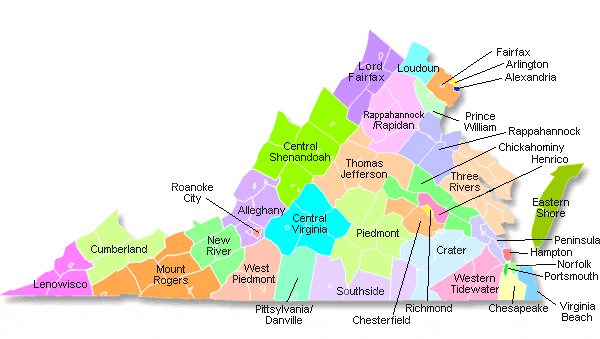 Fairfax
Arlington
Alexandria
Lord
Fairfax
Loudoun
Prince
William
Rappahannock
/Rapidan
Rappahannock
Chickahominy
Henrico
Central
Shenandoah
Thomas
Jefferson
Three
Rivers
Roanoke
City
Alleghany
Eastern
Shore
Central
Virginia
Piedmont
Peninsula
Cumberland
New
River
Crater
Hampton
Norfolk
Portsmouth
Lenowisco
Mount
Rogers
West
Piedmont
Southside
Western
Tidewater
Pittsylvania/
Danville
Chesterfield
Richmond
Chesapeake
Virginia
Beach